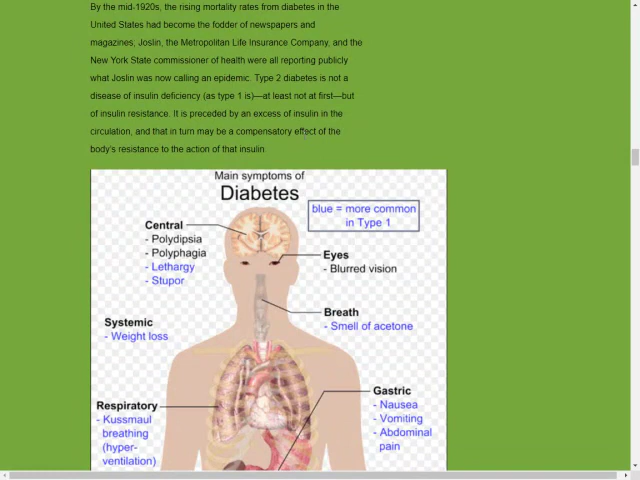 By the mid-1920s, the rising mortality rates from diabetes in the
United States had become the fodder of newspapers and
magazines; Joslin, the Metropolitan Life Insurance Company, and the
New York State commissioner of health were all reporting publicly
what Joslin was now calling an epidemic. Type 2 diabetes is not a
disease of insulin deficiency (as type 1 is)—at least not at first—but
of insulin resistance. It is preceded by an excess of insulin in the
circulation, and that in turn may be a compensatory effect of the
body's resistance to the action of that insulin
Main symptoms of
Diabetes
blue = more common
in Type 1
Central
- Polydipsia
- Polyphagia
- Lethargy
- Stupor
Eyes
- Blurred vision
Breath
- Smell of acetone
Systemic
- Weight loss
Respiratory
- Kussmaul
breathing
(hyper-
ventilation)
Gastric
- Nausea
- Vomiting
- Abdominal
pain